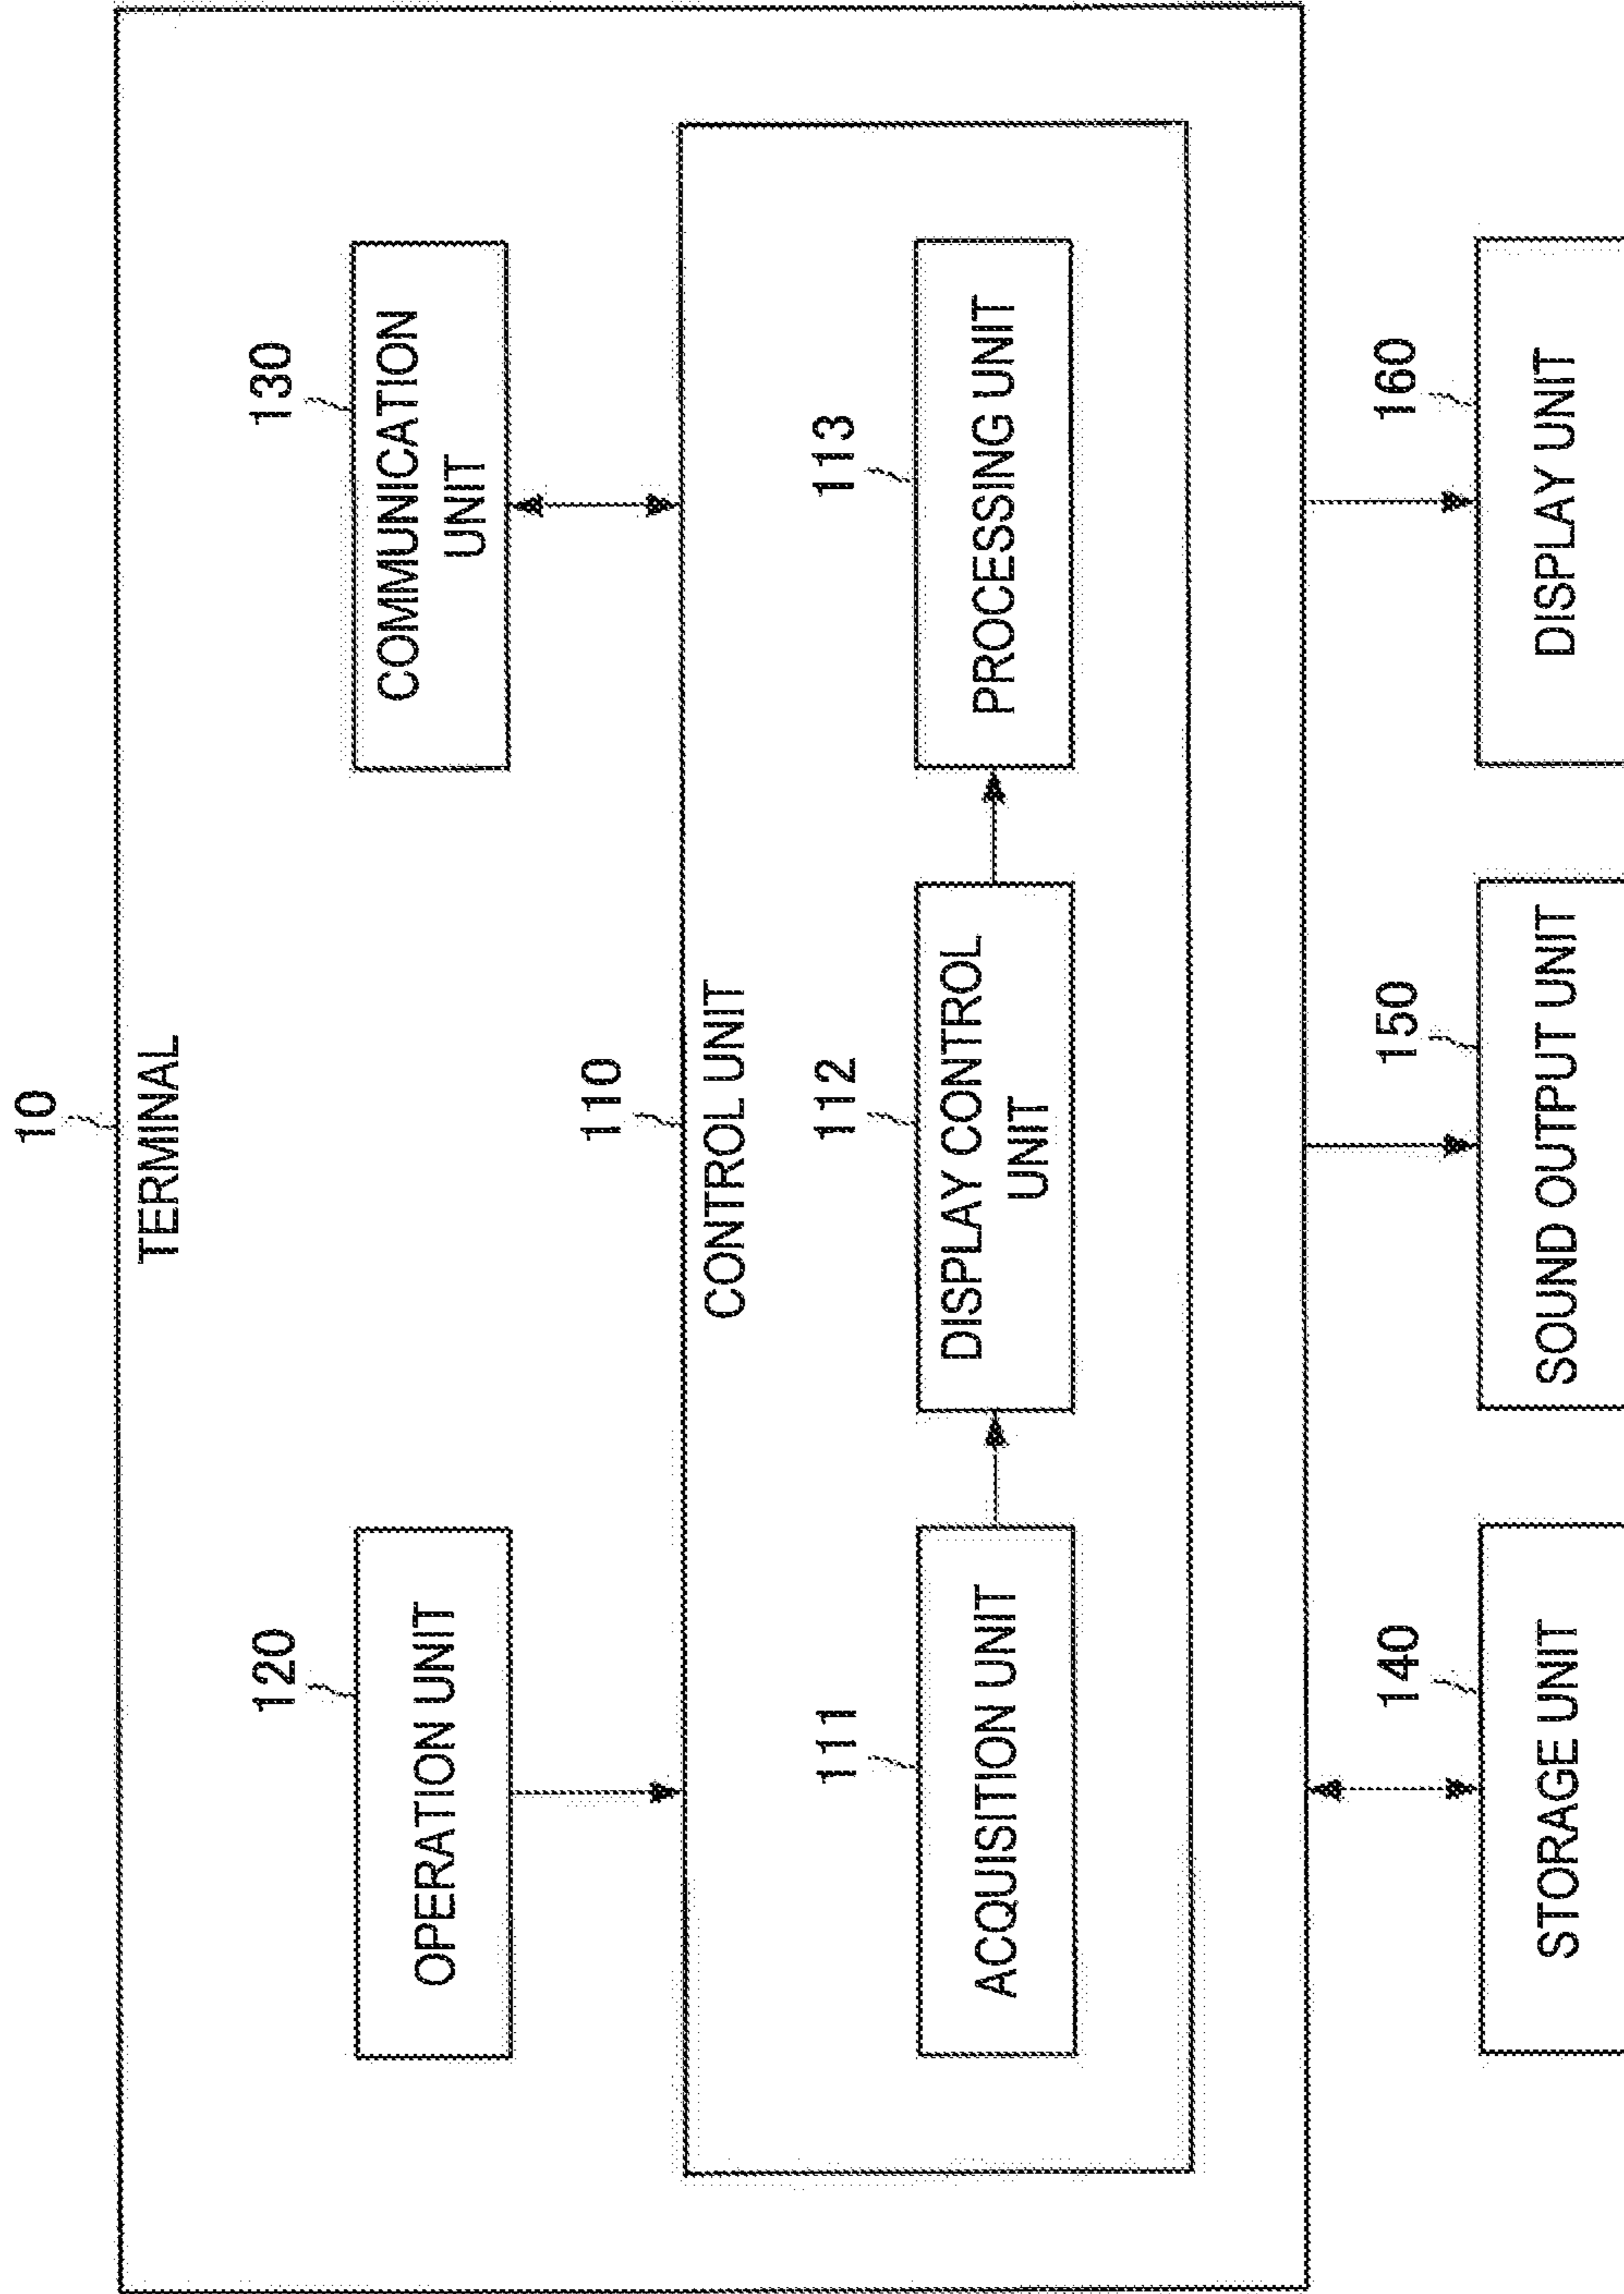 10
TERMINAL
120
OPERATION UNIT
130
COMMUNICATION
UNIT
110
CONTROL UNIT
111
ACQUISITION UNIT
112
DISPLAY CONTROL
UNIT
113
PROCESSING UNIT
140
STORAGE UNIT
150
SOUND OUTPUT UNIT
160
DISPLAY UNIT